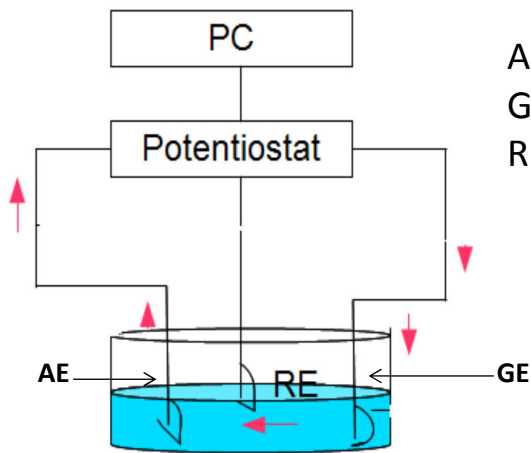 PC
A
G
Potentiostat
R
AE
RE
GE